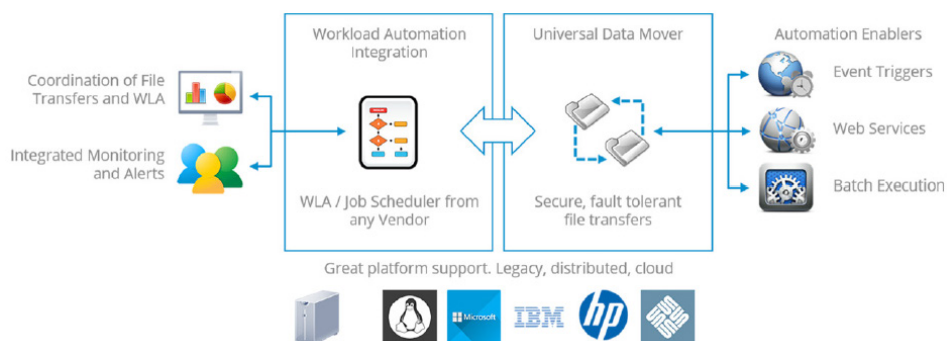 Workload Automation
Integration
Universal Data Mover
Automation Enablers
Coordination of File
Transfers and WLA
Integrated Monitoring
and Alerts
WLA / Job Scheduler from
any Vendor
Secure, fault tolerant
file transfers
Event Triggers
Web Services
Batch Execution
Great platform support. Legacy, distributed, cloud
Microsoft
IBM
hp